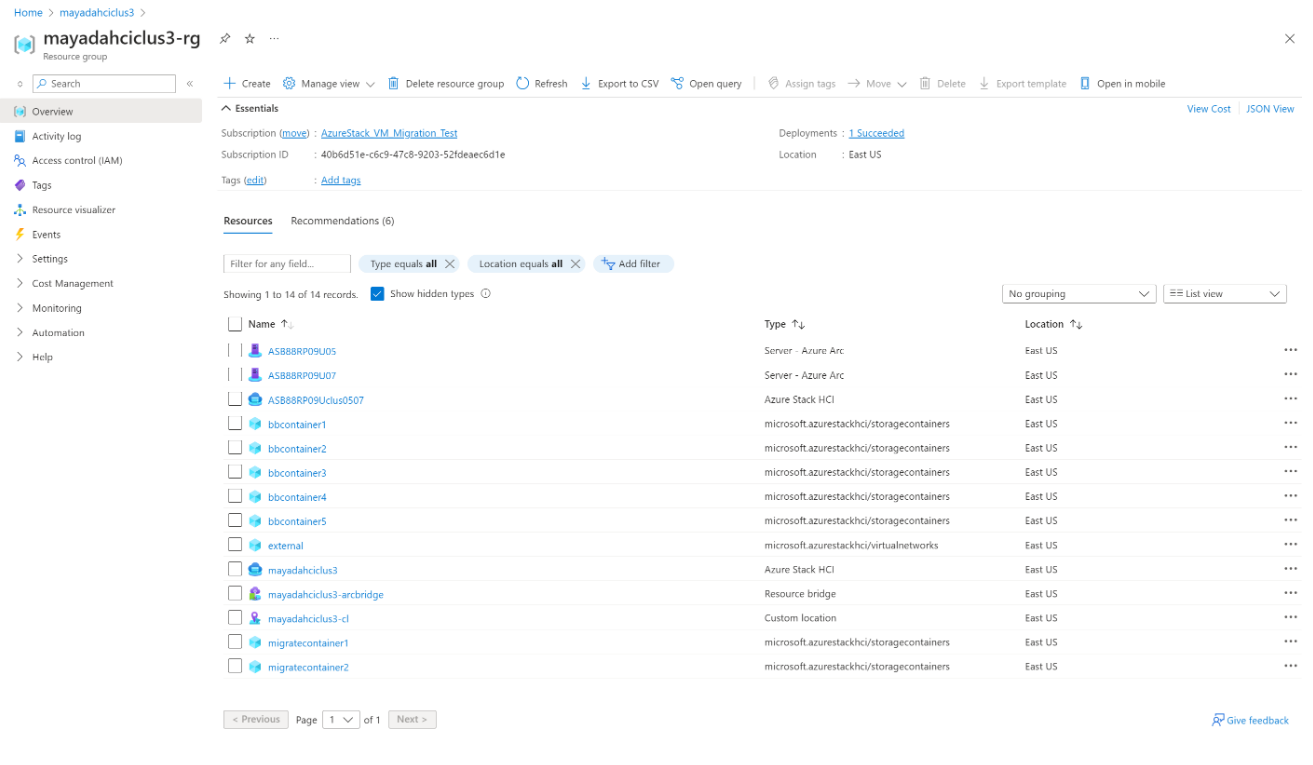 Home > mayadahciclus3 >
mayadahciclus3-rg
Resource group
Search
Create Manage view Delete resource group Refresh Export to CSV Open query Assign tags Move Delete Export template Open in mobile
Overview
Activity log
Access control (IAM)
Tags
Resource visualizer
Events
Settings
Cost Management
Monitoring
Automation
Help
Essentials
View Cost JSON View
Subscription (move) : AzureStack_VM_Migration_Test
Deployments : 1 Succeeded
Subscription ID : 40b6d51e-c6c9-47c8-9203-52fdeaec6d1e
Location : East US
Tags (edit) : Add tags
Resources Recommendations (6)
Filter for any field... Type equals all Location equals all Add filter
Showing 1 to 14 of 14 records. Show hidden types
No grouping List view
Name Type Location
ASB88RP09U05 Server - Azure Arc East US
ASB88RP09U07 Server - Azure Arc East US
ASB88RP09Uclus0507 Azure Stack HCI East US
bbcontainer1 microsoft.azurestackhci/storagecontainers East US
bbcontainer2 microsoft.azurestackhci/storagecontainers East US
bbcontainer3 microsoft.azurestackhci/storagecontainers East US
bbcontainer4 microsoft.azurestackhci/storagecontainers East US
bbcontainer5 microsoft.azurestackhci/storagecontainers East US
external microsoft.azurestackhci/virtualnetworks East US
mayadahciclus3 Azure Stack HCI East US
mayadahciclus3-arcbridge Resource bridge East US
mayadahciclus3-cl Custom location East US
migratecontainer1 microsoft.azurestackhci/storagecontainers East US
migratecontainer2 microsoft.azurestackhci/storagecontainers East US
< Previous Page 1 of 1 Next >
Give feedback